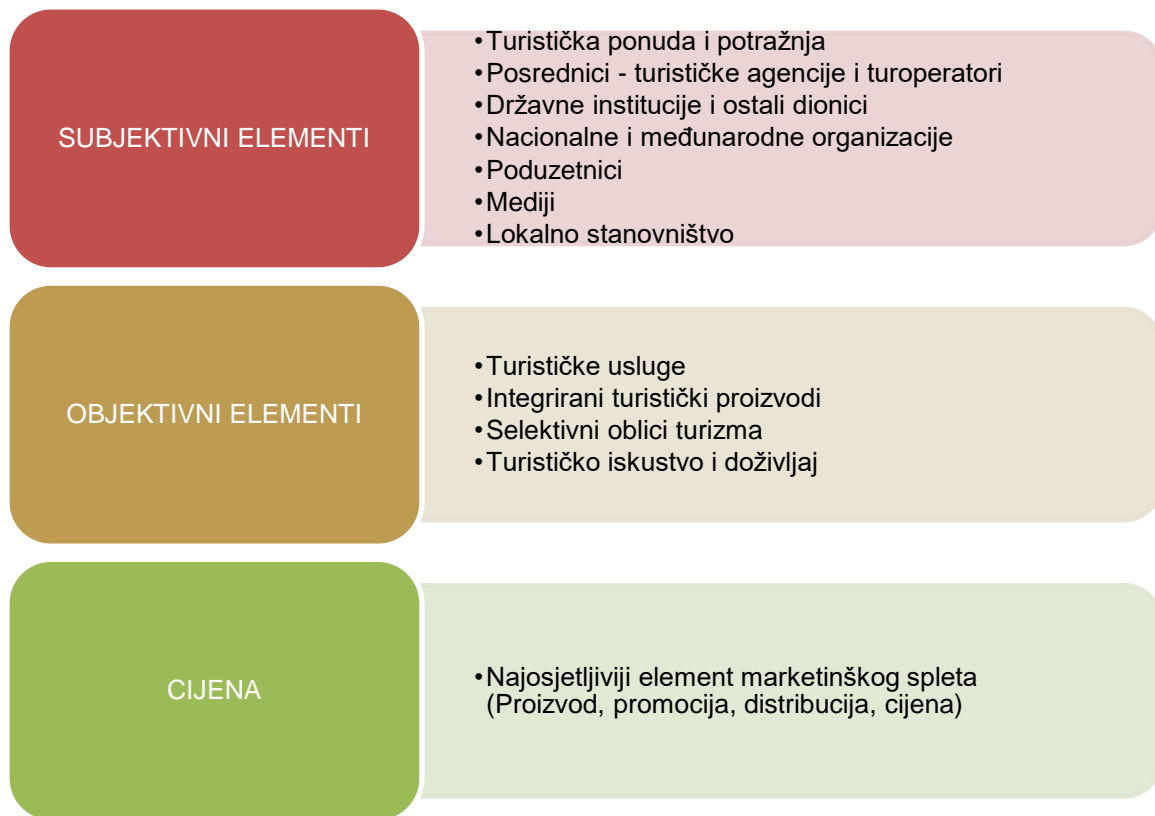 SUBJEKTIVNI ELEMENTI
•Turistička ponuda i potražnja
•Posrednici - turističke agencije i turoperatori
•Državne institucije i ostali dionici
•Nacionalne i međunarodne organizacije
•Poduzetnici
•Mediji
•Lokalno stanovništvo
OBJEKTIVNI ELEMENTI
•Turističke usluge
•Integrirani turistički proizvodi
•Selektivni oblici turizma
•Turističko iskustvo i doživljaj
CIJENA
•Najosjetljiviji element marketinškog spleta
(Proizvod, promocija, distribucija, cijena)